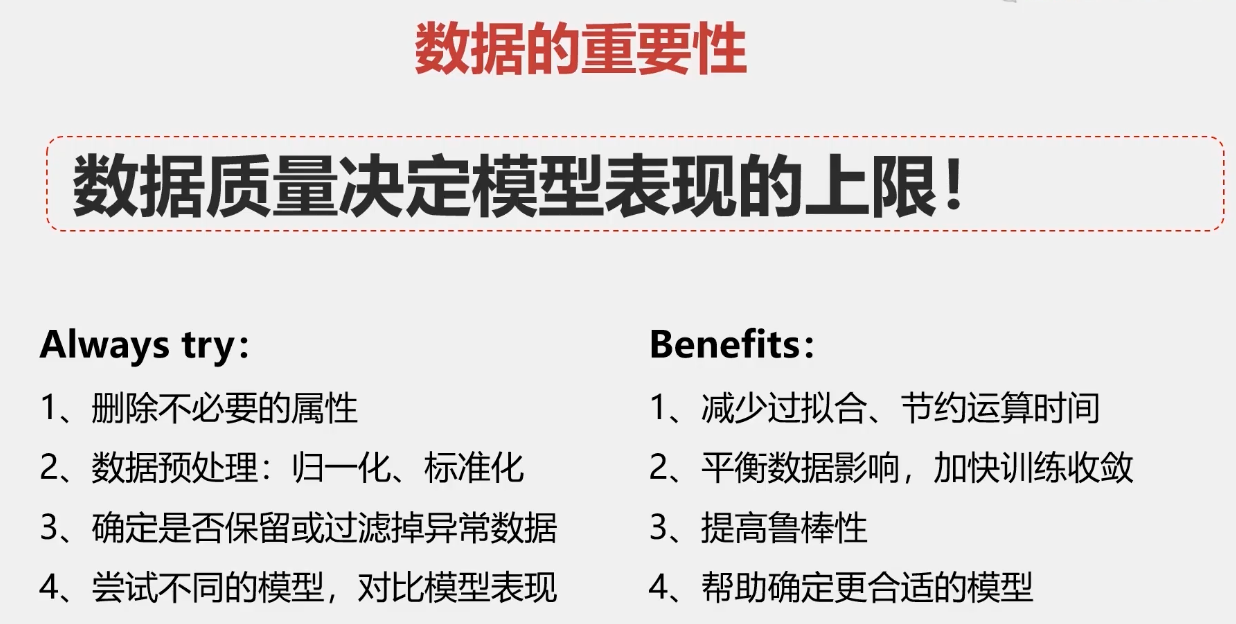 数据的重要性
数据质量决定模型表现的上限！
Always try：
1、删除不必要的属性
2、数据预处理：归一化、标准化
3、确定是否保留或过滤掉异常数据
4、尝试不同的模型，对比模型表现
Benefits：
1、减少过拟合、节约运算时间
2、平衡数据影响，加快训练收敛
3、提高鲁棒性
4、帮助确定更合适的模型